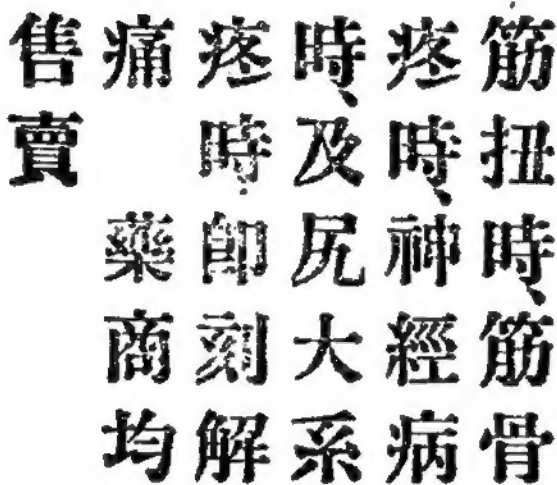 筋扭時、筋骨
疼時、神經病
時、及尻大系
疼時卽刻解
痛　藥商均
售賣